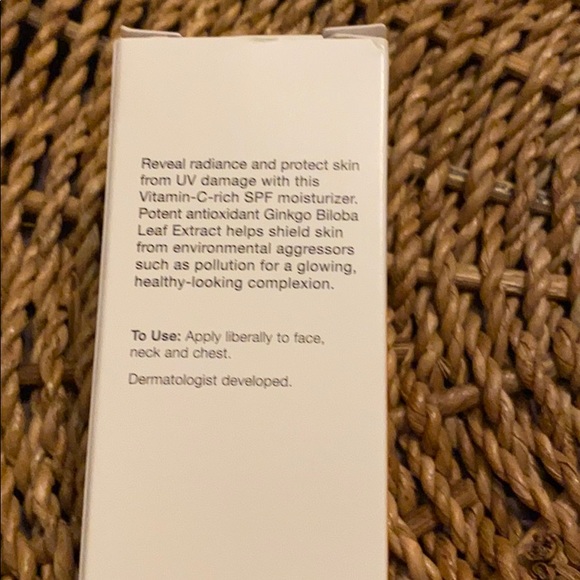 Reveal radiance and protect skin
from UV damage with this
Vitamin-C-rich SPF moisturizer.
Potent antioxidant Ginkgo Biloba
Leaf Extract helps shield skin
from environmental aggressors
such as pollution for a glowing,
healthy-looking complexion.
To Use: Apply liberally to face,
neck and chest.
Dermatologist developed.